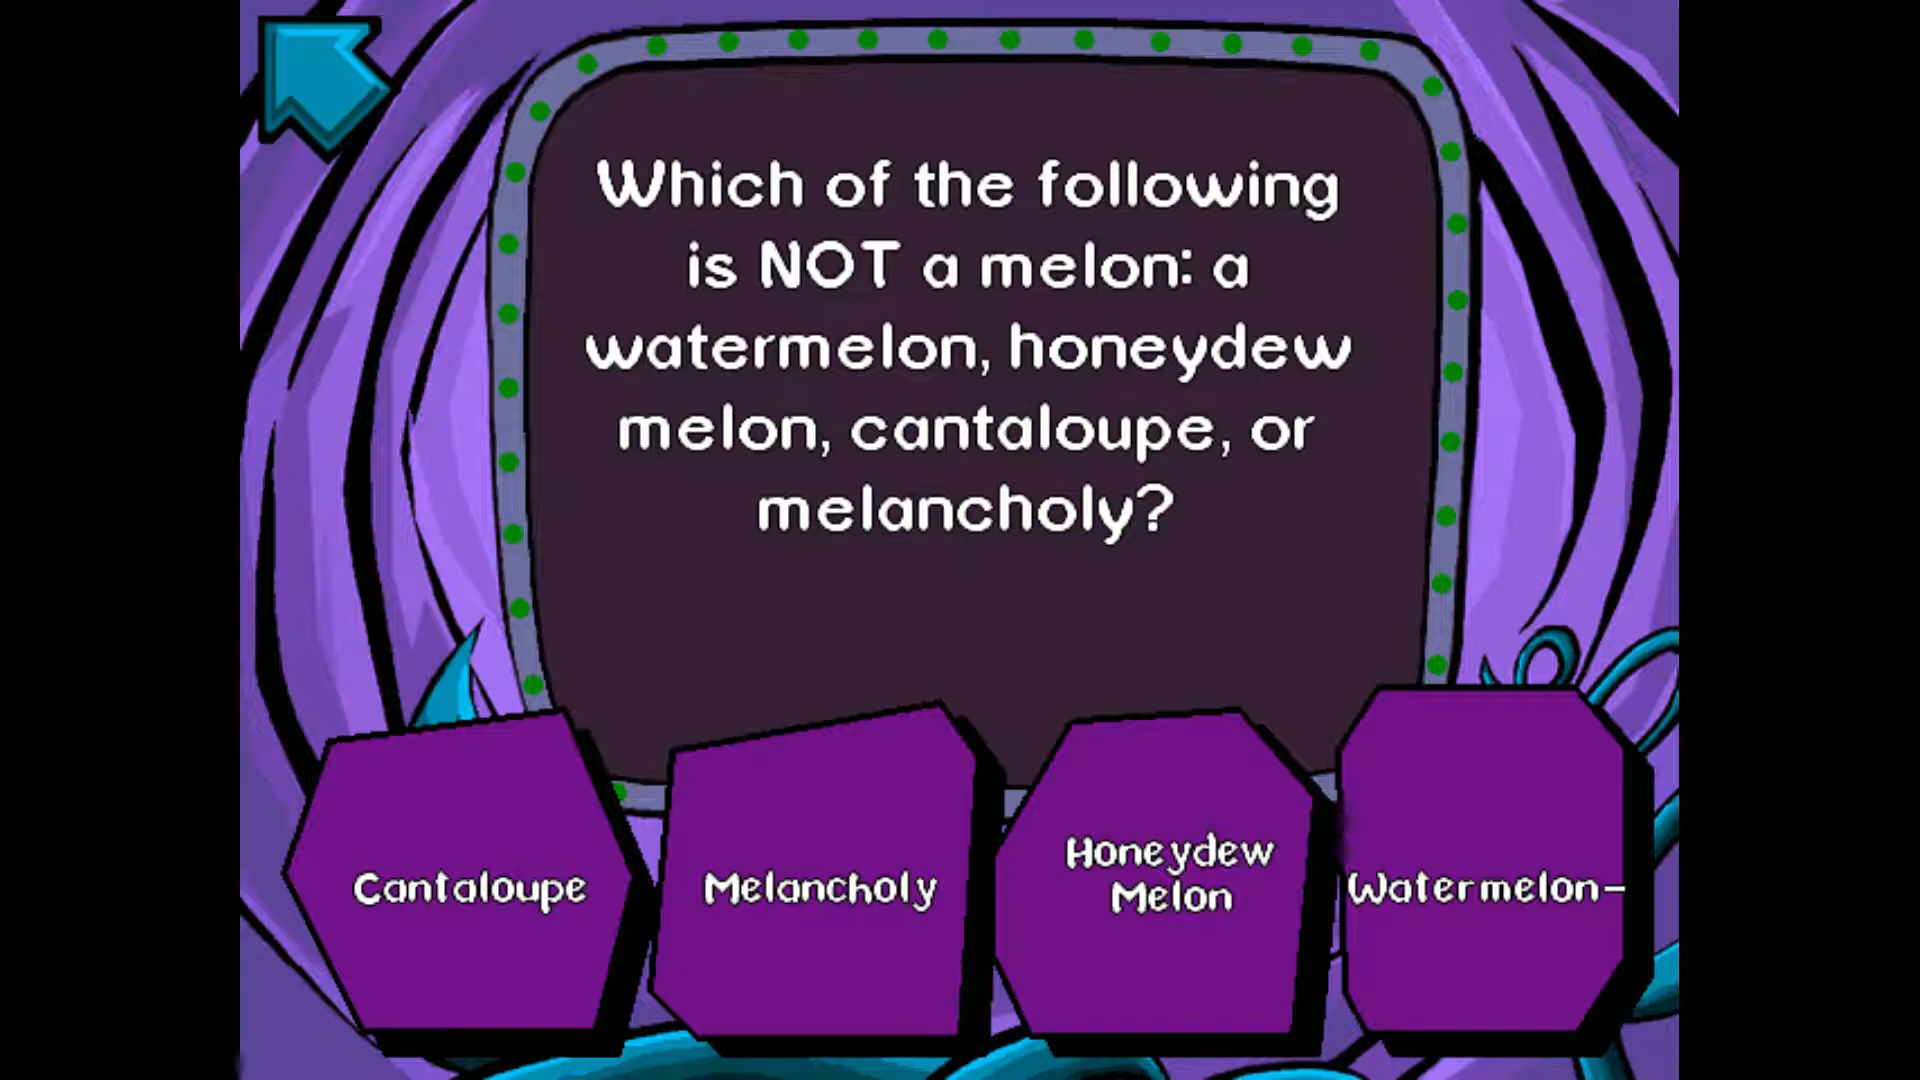 Which of the following
is NOT a melon: a
watermelon, honeydew
melon, cantaloupe, or
melancholy?
Cantaloupe
Melancholy
Honeydew
Melon
Watermelon-